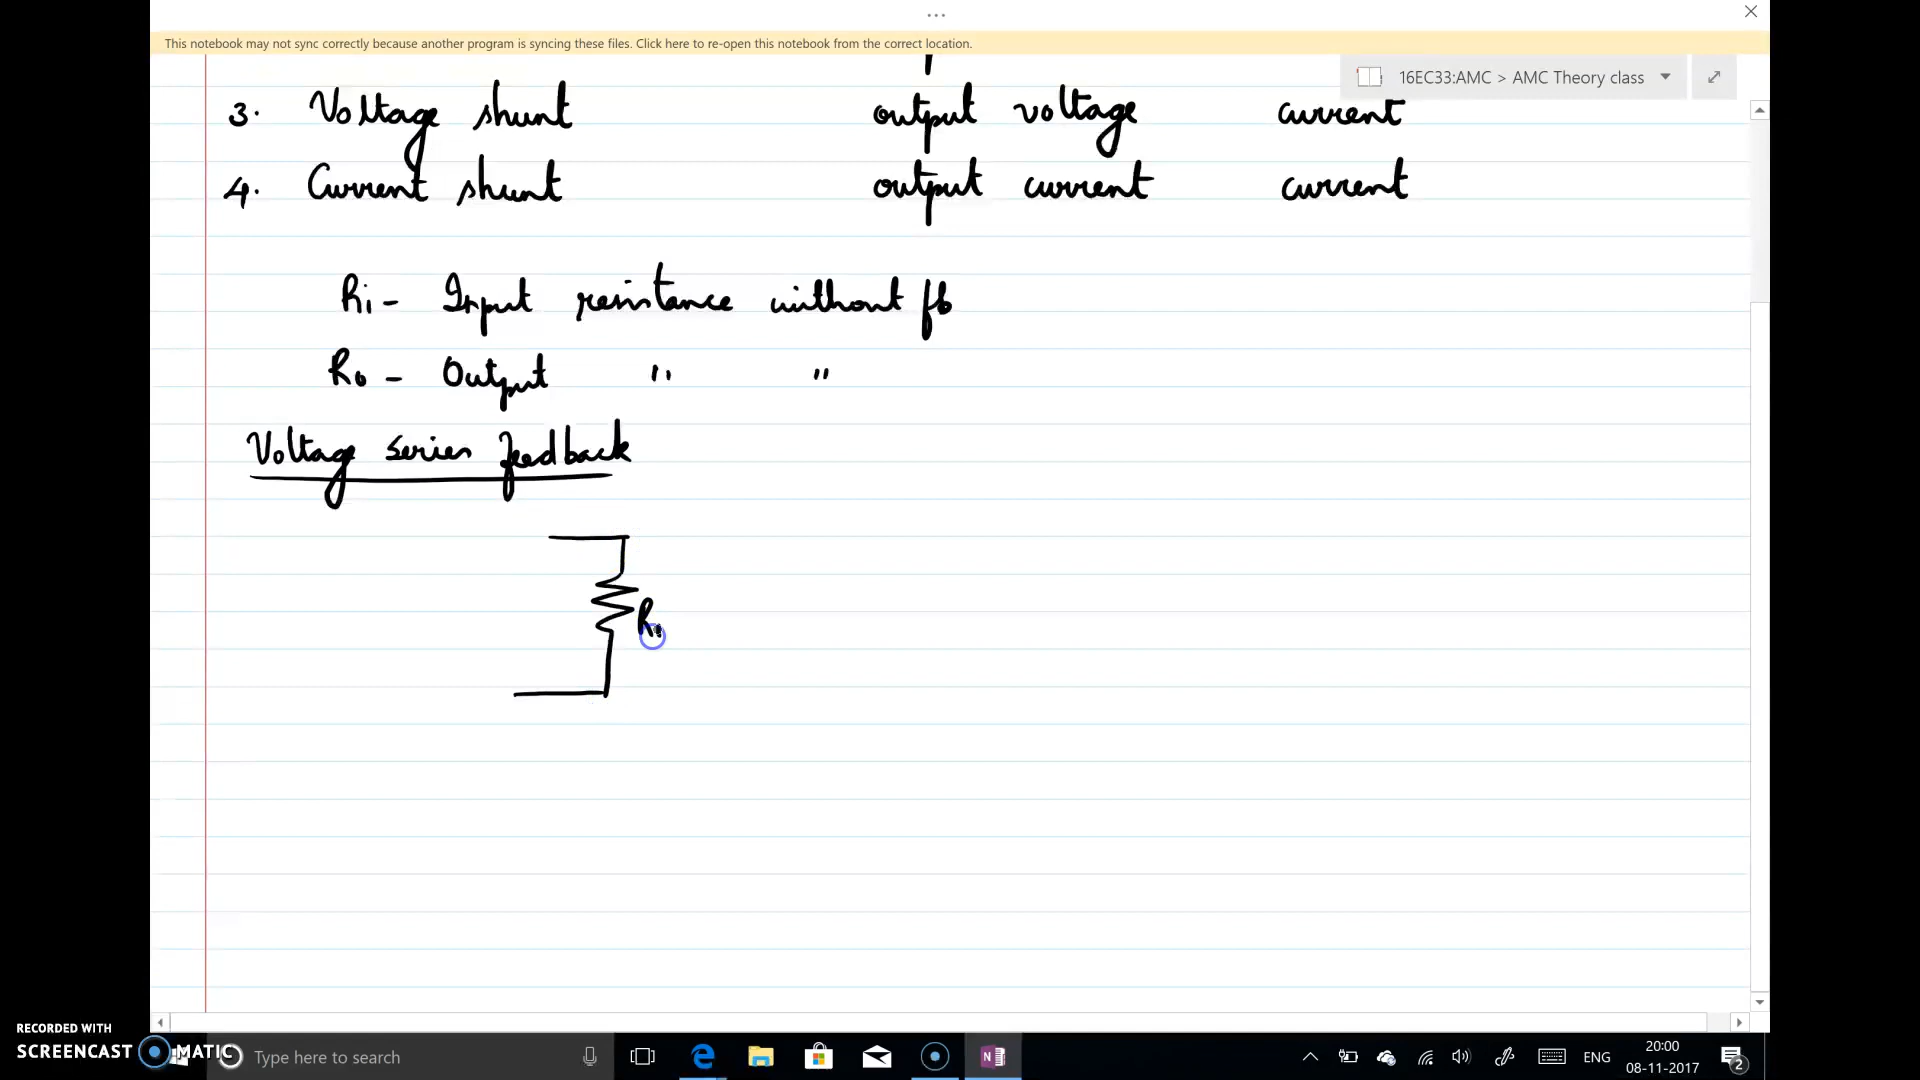 This notebook may not sync correctly because another program is syncing these files. Click here to re-open this notebook from the correct location.
16EC33:AMC > AMC Theory class
3. Voltage shunt output voltage current
4. Current shunt output current current
Ri - Input resistance without fb
Ro - Output " "
Voltage series feedback
Ri
RECORDED WITH
SCREENCAST MATIC
Type here to search
ENG
20:00
08-11-2017
2